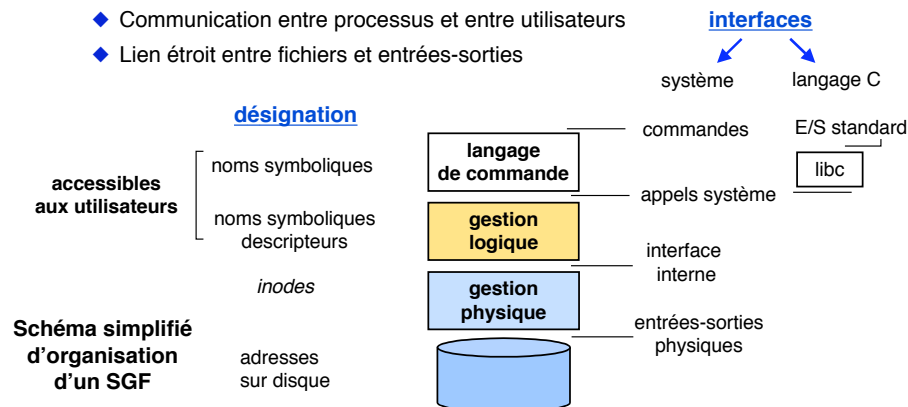 Communication entre processus et entre utilisateurs
Lien étroit entre fichiers et entrées-sorties
interfaces
système
langage C
désignation
commandes
E/S standard
noms symboliques
langage
de commande
libc
accessibles
aux utilisateurs
appels système
noms symboliques
descripteurs
gestion
logique
interface
interne
inodes
gestion
physique
Schéma simplifié
d'organisation
d'un SGF
entrées-sorties
physiques
adresses
sur disque